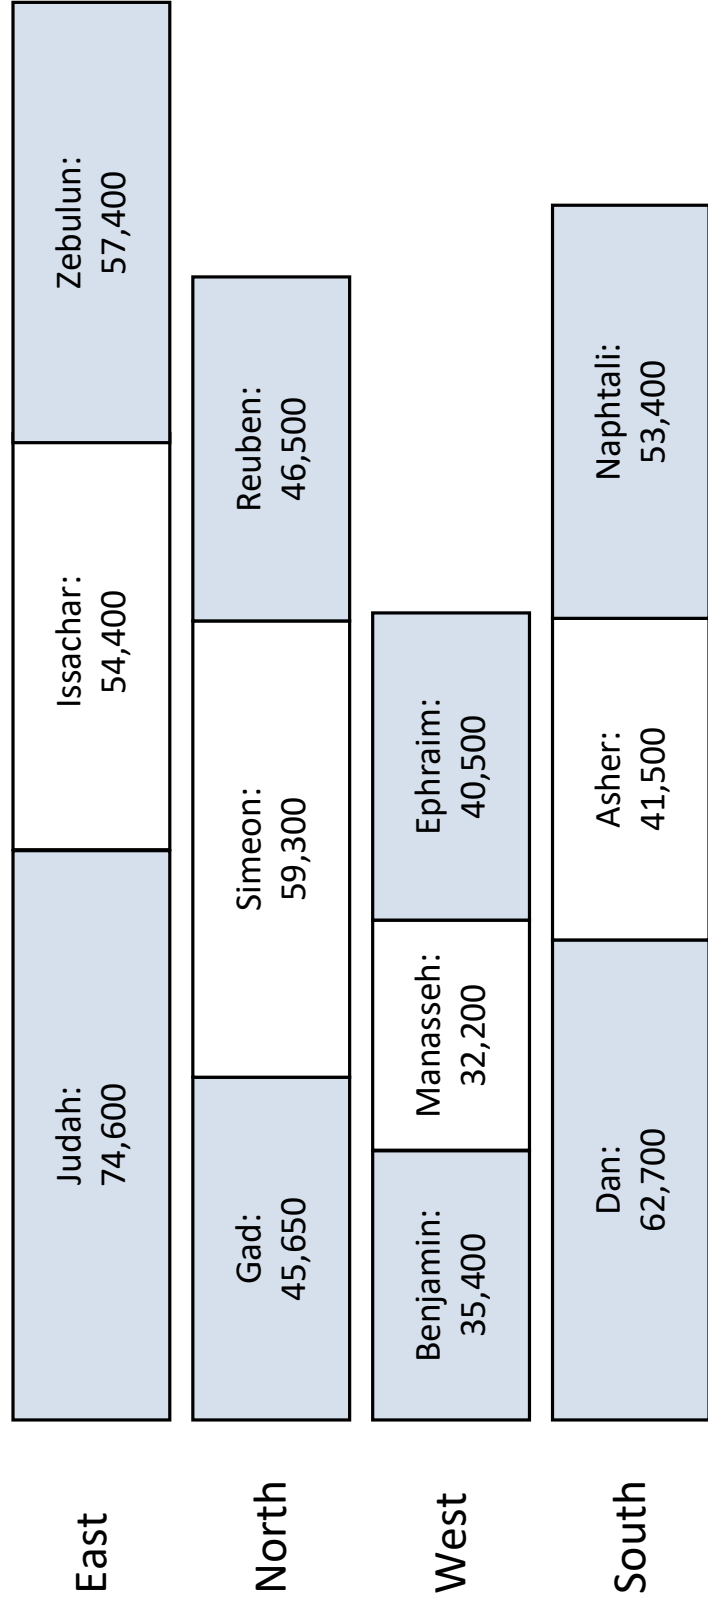 East
Judah:
74,600
Issachar:
54,400
Zebulun:
57,400
North
Gad:
45,650
Simeon:
59,300
Reuben:
46,500
West
Benjamin:
35,400
Manasseh:
32,200
Ephraim:
40,500
South
Dan:
62,700
Asher:
41,500
Naphtali:
53,400